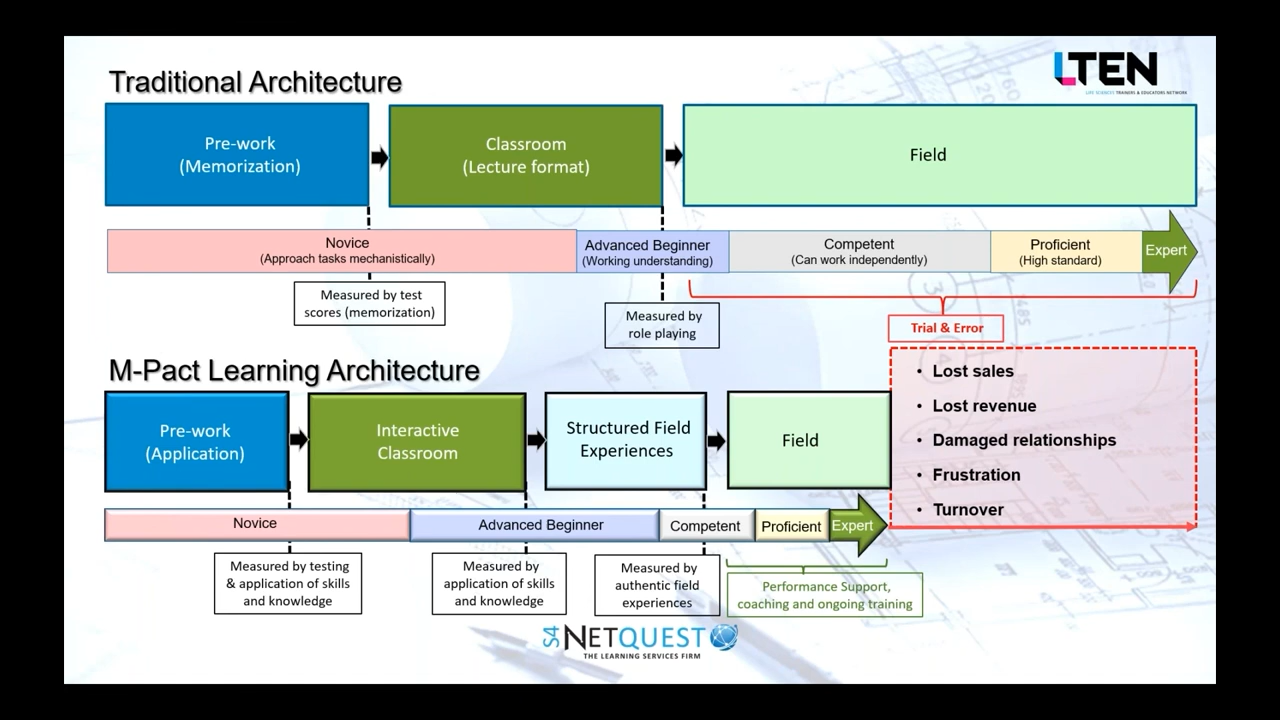 Traditional Architecture
LTEN
LIFE SCIENCES TRAINERS & EDUCATORS NETWORK
Pre-work
(Memorization)
Classroom
(Lecture format)
Field
Novice
(Approach tasks mechanistically)
Advanced Beginner
(Working understanding)
Competent
(Can work independently)
Proficient
(High standard)
Expert
Measured by test
scores (memorization)
Measured by
role playing
Trial & Error
M-Pact Learning Architecture
Pre-work
(Application)
Interactive
Classroom
Structured Field
Experiences
Field
• Lost sales
• Lost revenue
• Damaged relationships
• Frustration
• Turnover
Novice
Advanced Beginner
Competent
Proficient
Expert
Measured by testing
& application of skills
and knowledge
Measured by
application of skills
and knowledge
Measured by
authentic field
experiences
Performance Support,
coaching and ongoing training
S4 NETQUEST
THE LEARNING SERVICES FIRM